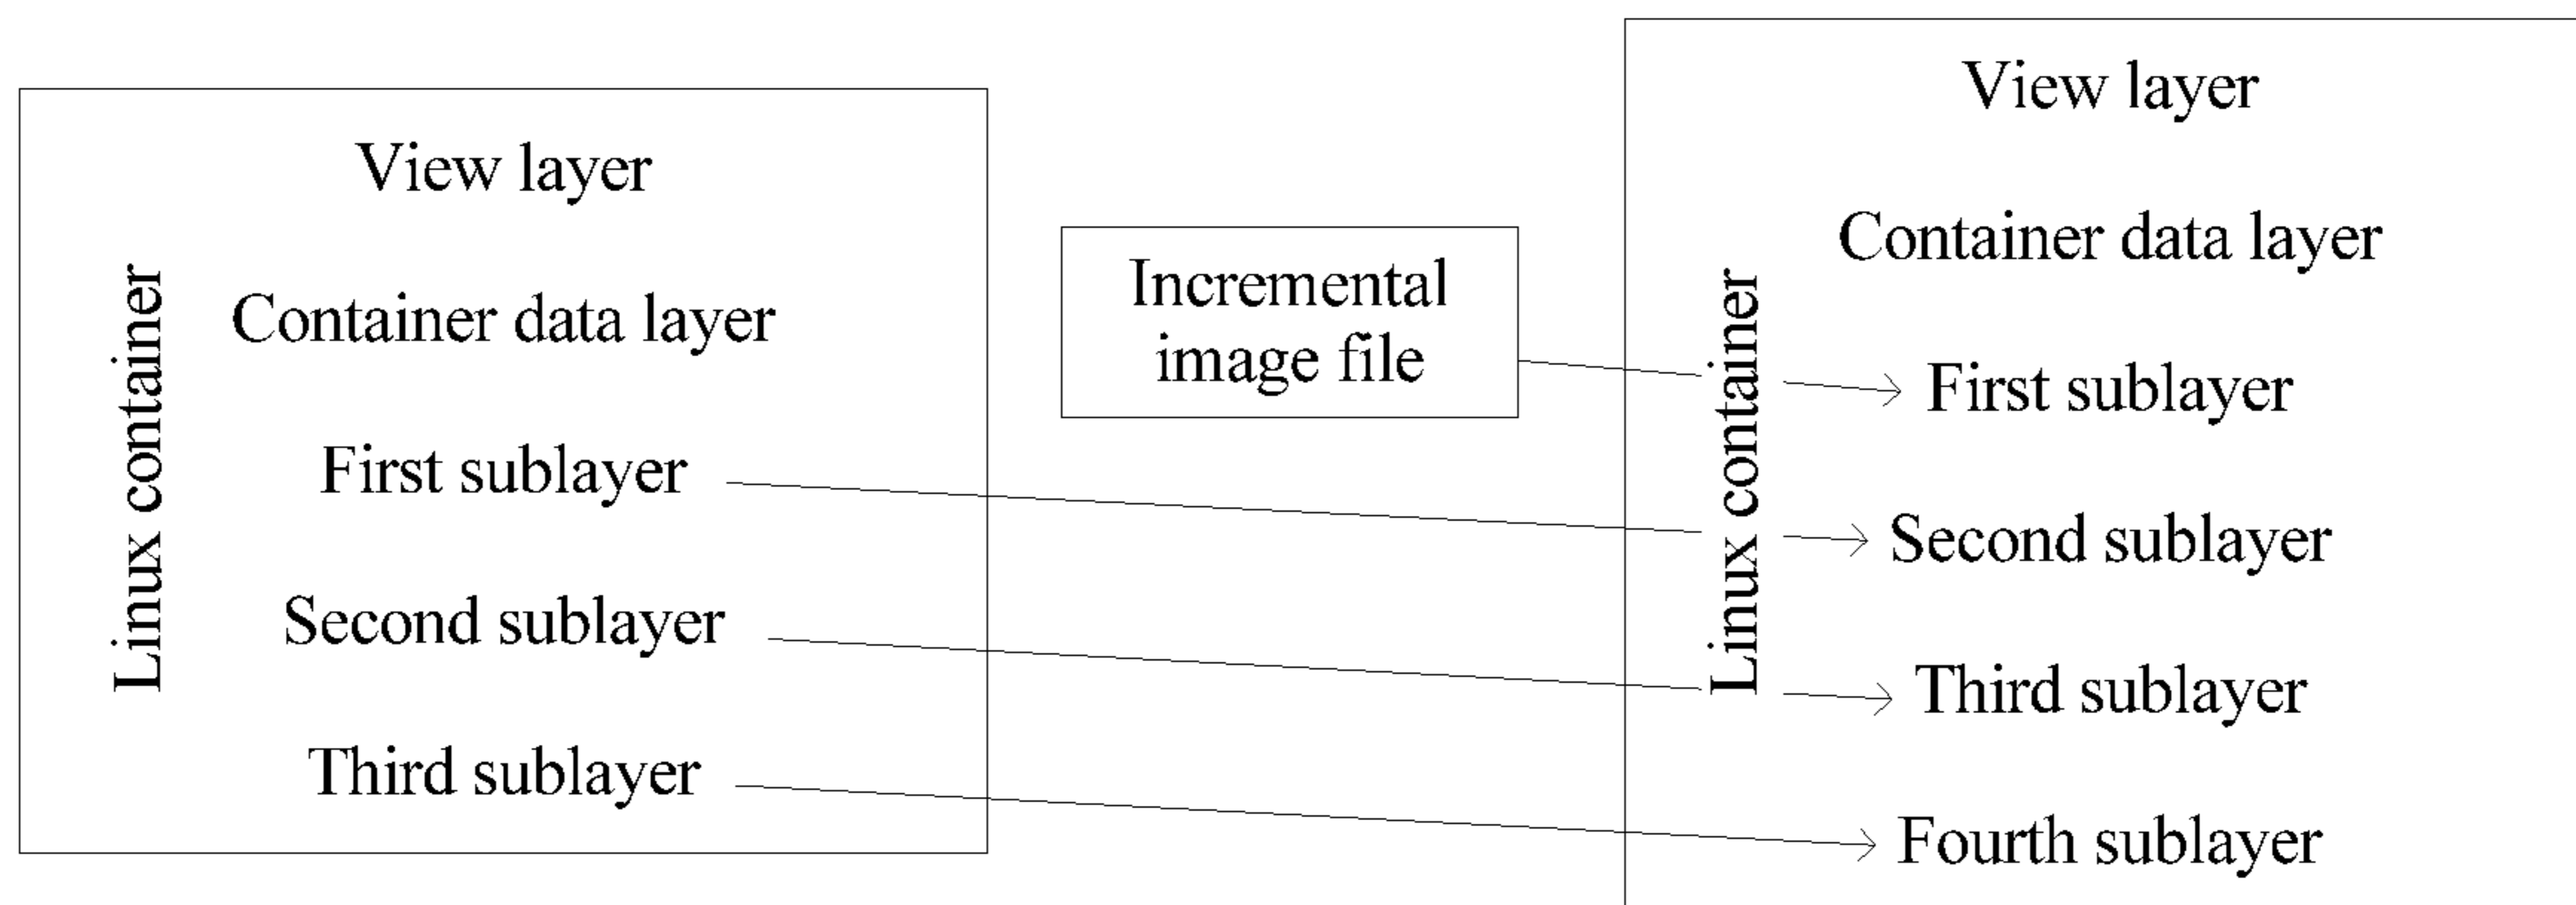 View layer
Container data layer
First sublayer
Second sublayer
Third sublayer
Linux container
Incremental
image file
View layer
Container data layer
First sublayer
Second sublayer
Third sublayer
Fourth sublayer
Linux container